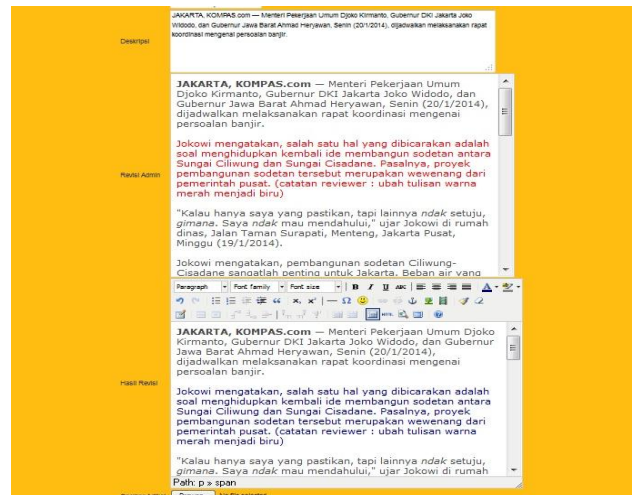 JAKARTA, KOMPAS.com — Menteri Pekerjaan Umum Djoko Kirmanto, Gubernur DKI Jakarta Joko
Widodo, dan Gubernur Jawa Barat Ahmad Heryawan, Senin (20/1/2014), dijadwalkan melaksanakan rapat
koordinasi mengenai persoalan banjir.
Deskripsi
JAKARTA, KOMPAS.com — Menteri Pekerjaan Umum
Djoko Kirmanto, Gubernur DKI Jakarta Joko Widodo, dan
Gubernur Jawa Barat Ahmad Heryawan, Senin (20/1/2014),
dijadwalkan melaksanakan rapat koordinasi mengenai
persoalan banjir.
Jokowi mengatakan, salah satu hal yang dibicarakan adalah
soal menghidupkan kembali ide membangun sodetan antara
Sungai Ciliwung dan Sungai Cisadane. Pasalnya, proyek
pembangunan sodetan tersebut merupakan wewenang dari
pemerintah pusat. (catatan reviewer : ubah tulisan warna
merah menjadi biru)
Revisi Admin
"Kalau hanya saya yang pastikan, tapi lainnya ndak setuju,
gimana. Saya ndak mau mendahului," ujar Jokowi di rumah
dinas, Jalan Taman Surapati, Menteng, Jakarta Pusat,
Minggu (19/1/2014).
Jokowi mengatakan, pembangunan sodetan Ciliwung-
Cisadane sangatlah penting untuk Jakarta. Beban air yang
Paragraph Font family Font size B I U ABC A
HTML
JAKARTA, KOMPAS.com — Menteri Pekerjaan Umum Djoko
Kirmanto, Gubernur DKI Jakarta Joko Widodo, dan Gubernur
Jawa Barat Ahmad Heryawan, Senin (20/1/2014),
dijadwalkan melaksanakan rapat koordinasi mengenai
persoalan banjir.
Hasil Revisi
Jokowi mengatakan, salah satu hal yang dibicarakan adalah
soal menghidupkan kembali ide membangun sodetan antara
Sungai Ciliwung dan Sungai Cisadane. Pasalnya, proyek
pembangunan sodetan tersebut merupakan wewenang dari
pemerintah pusat. (catatan reviewer : ubah tulisan warna
merah menjadi biru)
"Kalau hanya saya yang pastikan, tapi lainnya ndak setuju,
gimana. Saya ndak mau mendahului," ujar Jokowi di rumah
Path: p » span